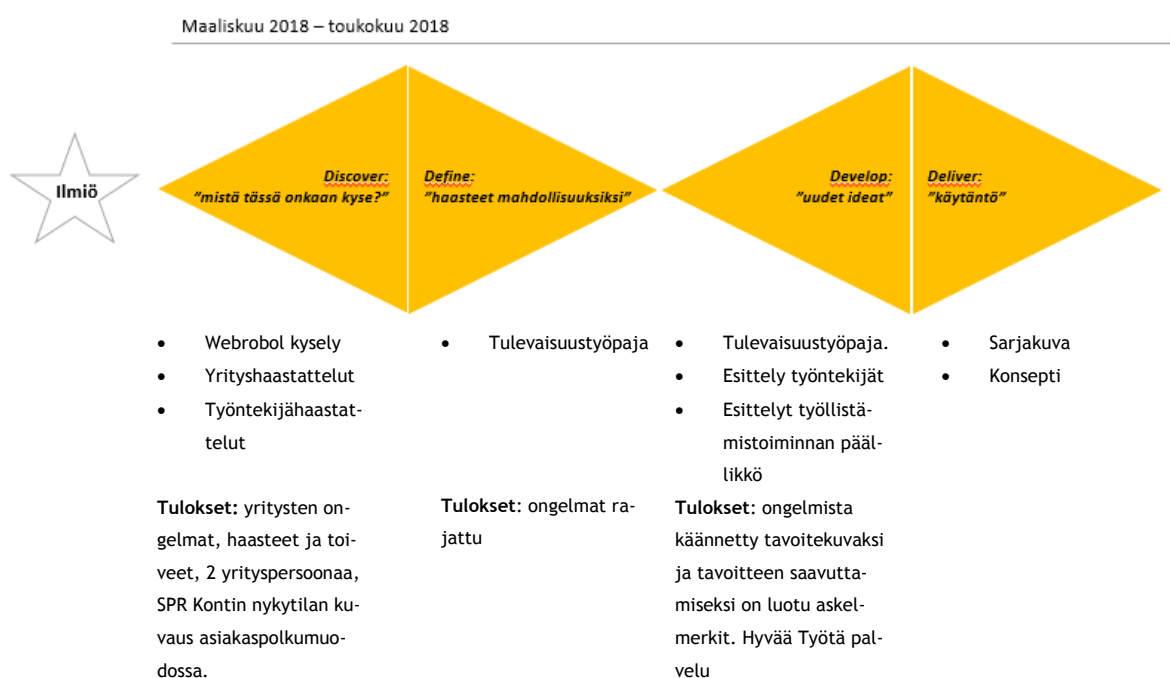 Maaliskuu 2018 – toukokuu 2018
Ilmiö
Discover:
"mistä tässä onkaan kyse?"
Define:
"haasteet mahdollisuuksiksi"
Develop:
"uudet ideat"
Deliver:
"käytäntö"
• Webrobol kysely
• Yrityshaastattelut
• Työntekijähaastat-
telut
• Tulevaisuustyöpaja
• Tulevaisuustyöpaja.
• Esittely työntekijät
• Esittelyt työllistä-
mistoiminnan pääl-
likkö
• Sarjakuva
• Konsepti
Tulokset: yritysten on-
gelmat, haasteet ja toi-
veet, 2 yrityspersoonaa,
SPR Kontin nykytilan ku-
vaus asiakaspolkumuo-
dossa.
Tulokset: ongelmat ra-
jattu
Tulokset: ongelmista
käännetty tavoitekuvaksi
ja tavoitteen saavutta-
miseksi on luotu askel-
merkit. Hyvää Työtä pal-
velu